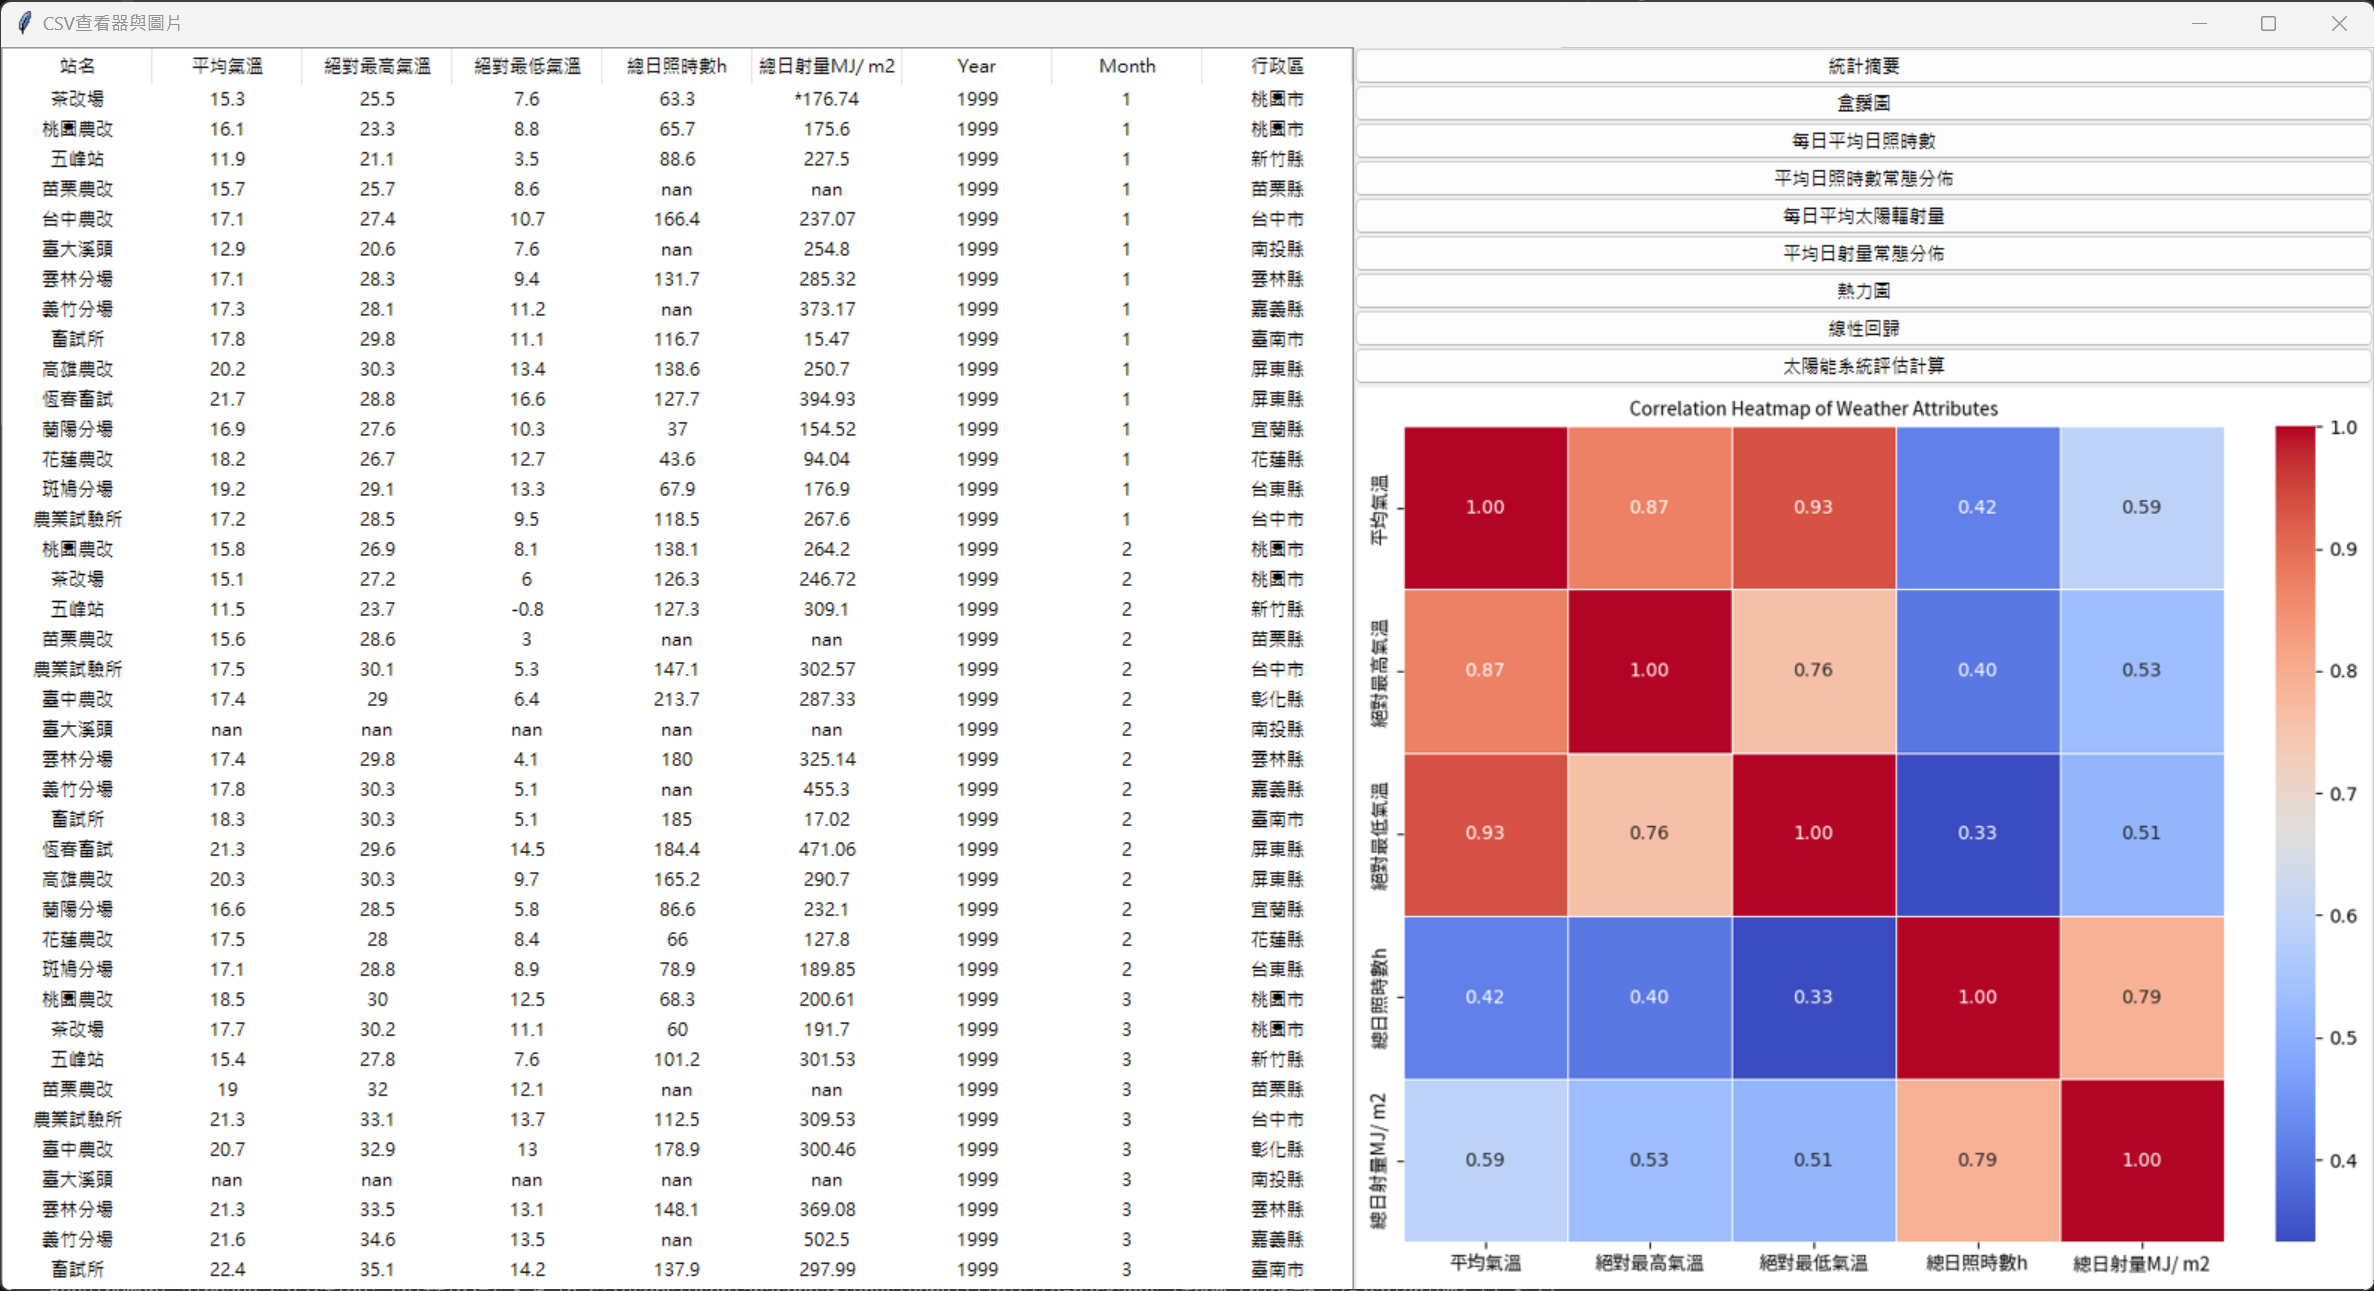 CSV查看器與圖片
站名 平均氣溫 絕對最高氣溫 絕對最低氣溫 總日照時數h 總日射量MJ/ m2 Year Month 行政區
茶改場 15.3 25.5 7.6 63.3 *176.74 1999 1 桃園市
桃園農改 16.1 23.3 8.8 65.7 175.6 1999 1 桃園市
五峰站 11.9 21.1 3.5 88.6 227.5 1999 1 新竹縣
苗栗農改 15.7 25.7 8.6 nan nan 1999 1 苗栗縣
台中農改 17.1 27.4 10.7 166.4 237.07 1999 1 台中市
臺大溪頭 12.9 20.6 7.6 nan 254.8 1999 1 南投縣
雲林分場 17.1 28.3 9.4 131.7 285.32 1999 1 雲林縣
義竹分場 17.3 28.1 11.2 nan 373.17 1999 1 嘉義縣
畜試所 17.8 29.8 11.1 116.7 15.47 1999 1 臺南市
高雄農改 20.2 30.3 13.4 138.6 250.7 1999 1 屏東縣
恆春畜試 21.7 28.8 16.6 127.7 394.93 1999 1 屏東縣
蘭陽分場 16.9 27.6 10.3 37 154.52 1999 1 宜蘭縣
花蓮農改 18.2 26.7 12.7 43.6 94.04 1999 1 花蓮縣
斑鳩分場 19.2 29.1 13.3 67.9 176.9 1999 1 台東縣
農業試驗所 17.2 28.5 9.5 118.5 267.6 1999 1 台中市
桃園農改 15.8 26.9 8.1 138.1 264.2 1999 2 桃園市
茶改場 15.1 27.2 6 126.3 246.72 1999 2 桃園市
五峰站 11.5 23.7 -0.8 127.3 309.1 1999 2 新竹縣
苗栗農改 15.6 28.6 3 nan nan 1999 2 苗栗縣
農業試驗所 17.5 30.1 5.3 147.1 302.57 1999 2 台中市
臺中農改 17.4 29 6.4 213.7 287.33 1999 2 彰化縣
臺大溪頭 nan nan nan nan nan 1999 2 南投縣
雲林分場 17.4 29.8 4.1 180 325.14 1999 2 雲林縣
義竹分場 17.8 30.3 5.1 nan 455.3 1999 2 嘉義縣
畜試所 18.3 30.3 5.1 185 17.02 1999 2 臺南市
恆春畜試 21.3 29.6 14.5 184.4 471.06 1999 2 屏東縣
高雄農改 20.3 30.3 9.7 165.2 290.7 1999 2 屏東縣
蘭陽分場 16.6 28.5 5.8 86.6 232.1 1999 2 宜蘭縣
花蓮農改 17.5 28 8.4 66 127.8 1999 2 花蓮縣
斑鳩分場 17.1 28.8 8.9 78.9 189.85 1999 2 台東縣
桃園農改 18.5 30 12.5 68.3 200.61 1999 3 桃園市
茶改場 17.7 30.2 11.1 60 191.7 1999 3 桃園市
五峰站 15.4 27.8 7.6 101.2 301.53 1999 3 新竹縣
苗栗農改 19 32 12.1 nan nan 1999 3 苗栗縣
農業試驗所 21.3 33.1 13.7 112.5 309.53 1999 3 台中市
臺中農改 20.7 32.9 13 178.9 300.46 1999 3 彰化縣
臺大溪頭 nan nan nan nan nan 1999 3 南投縣
雲林分場 21.3 33.5 13.1 148.1 369.08 1999 3 雲林縣
義竹分場 21.6 34.6 13.5 nan 502.5 1999 3 嘉義縣
畜試所 22.4 35.1 14.2 137.9 297.99 1999 3 臺南市
統計摘要
盒鬚圖
每日平均日照時數
平均日照時數常態分佈
每日平均太陽輻射量
平均日射量常態分佈
熱力圖
線性回歸
太陽能系統評估計算
Correlation Heatmap of Weather Attributes
平均氣溫 1.00 0.87 0.93 0.42 0.59
絕對最高氣溫 0.87 1.00 0.76 0.40 0.53
絕對最低氣溫 0.93 0.76 1.00 0.33 0.51
總日照時數h 0.42 0.40 0.33 1.00 0.79
總日射量MJ/ m2 0.59 0.53 0.51 0.79 1.00
平均氣溫 絕對最高氣溫 絕對最低氣溫 總日照時數h 總日射量MJ/ m2
1.0
0.9
0.8
0.7
0.6
0.5
0.4